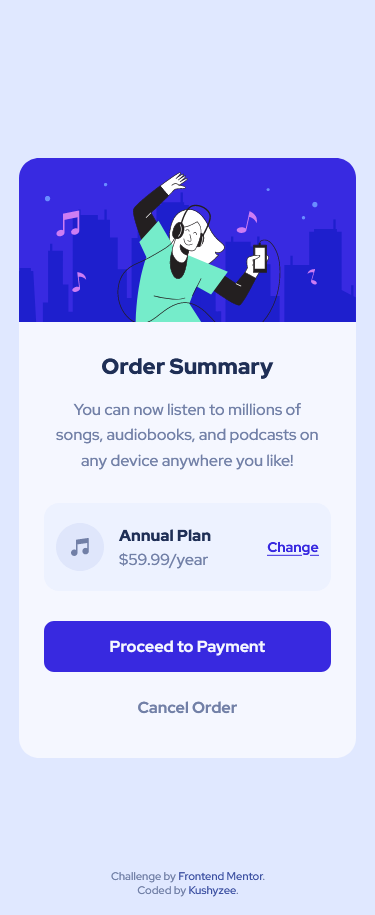 Order Summary
You can now listen to millions of
songs, audiobooks, and podcasts on
any device anywhere you like!
Annual Plan
$59.99/year
Change
Proceed to Payment
Cancel Order
Challenge by Frontend Mentor.
Coded by Kushyzee.